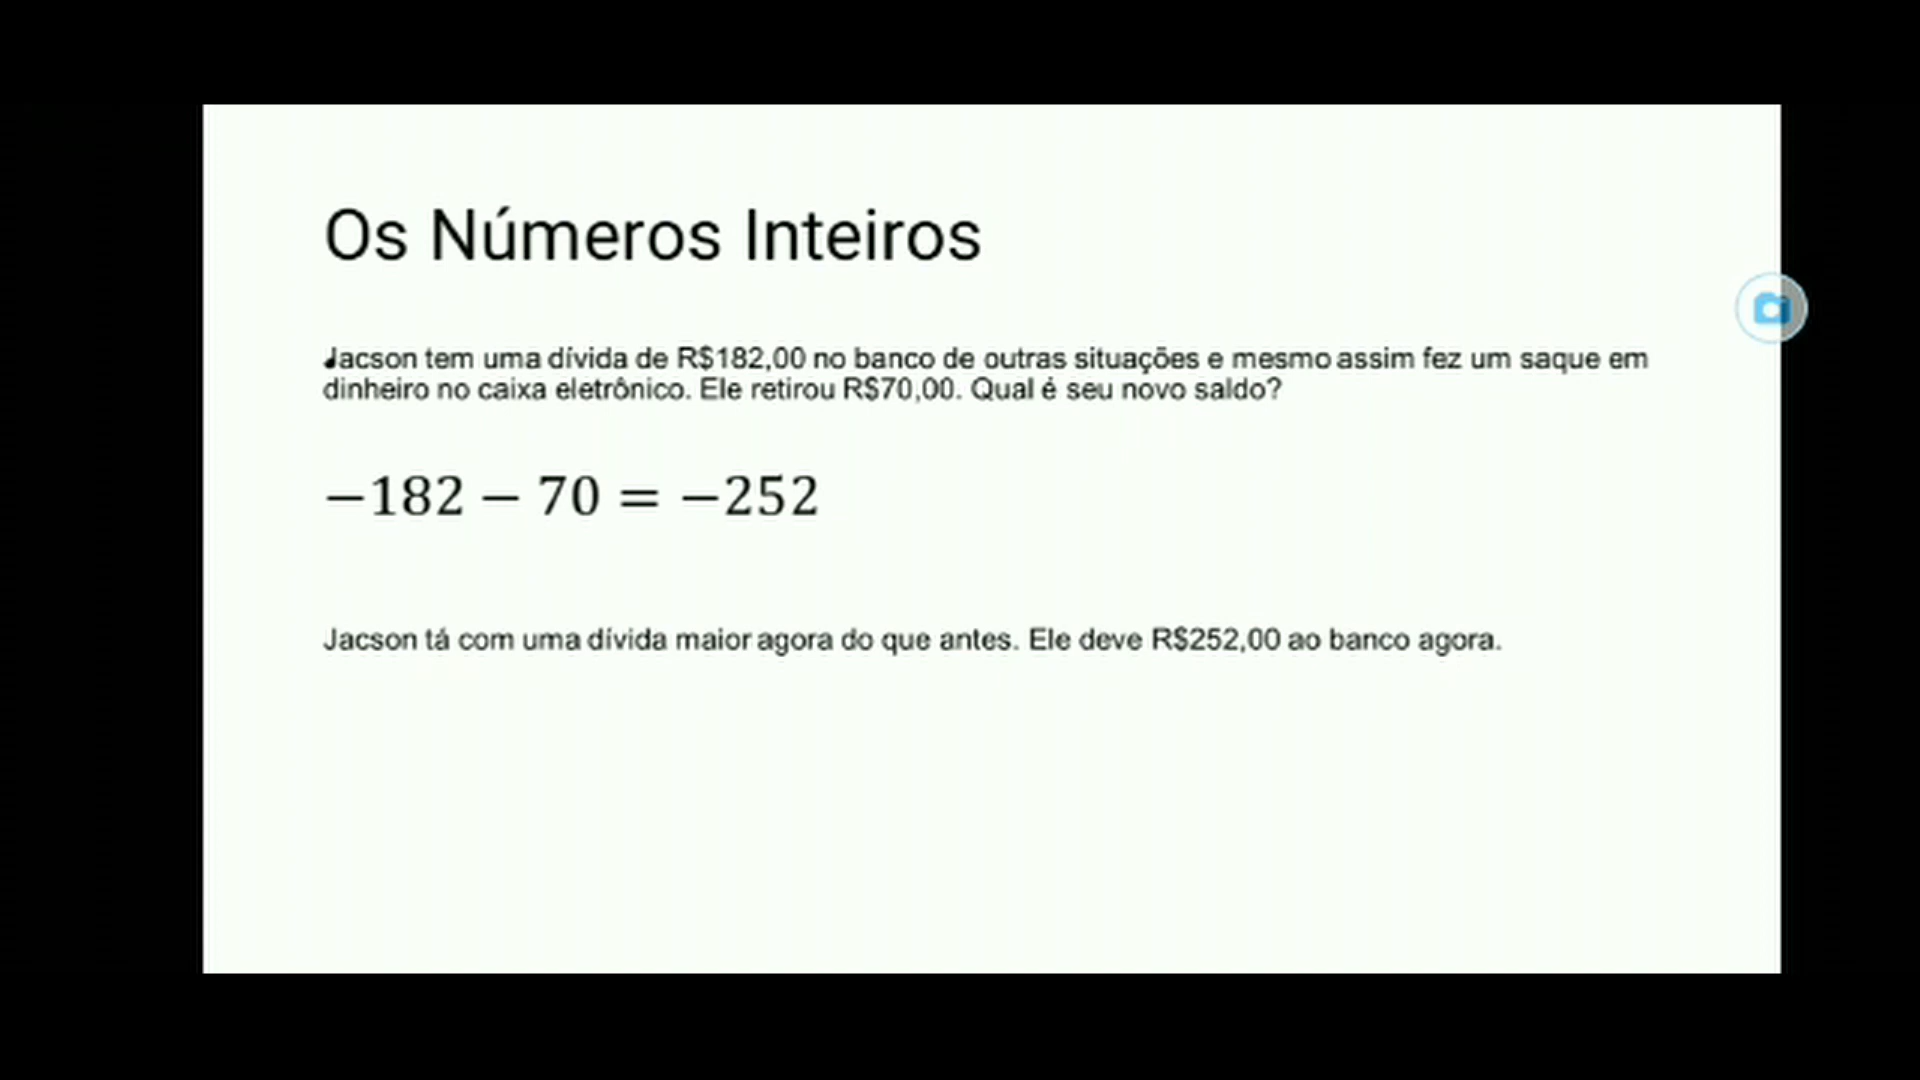 Os Números Inteiros
Jacson tem uma dívida de R$182,00 no banco de outras situações e mesmo assim fez um saque em
dinheiro no caixa eletrônico. Ele retirou R$70,00. Qual é seu novo saldo?
−182 − 70 = −252
Jacson tá com uma dívida maior agora do que antes. Ele deve R$252,00 ao banco agora.